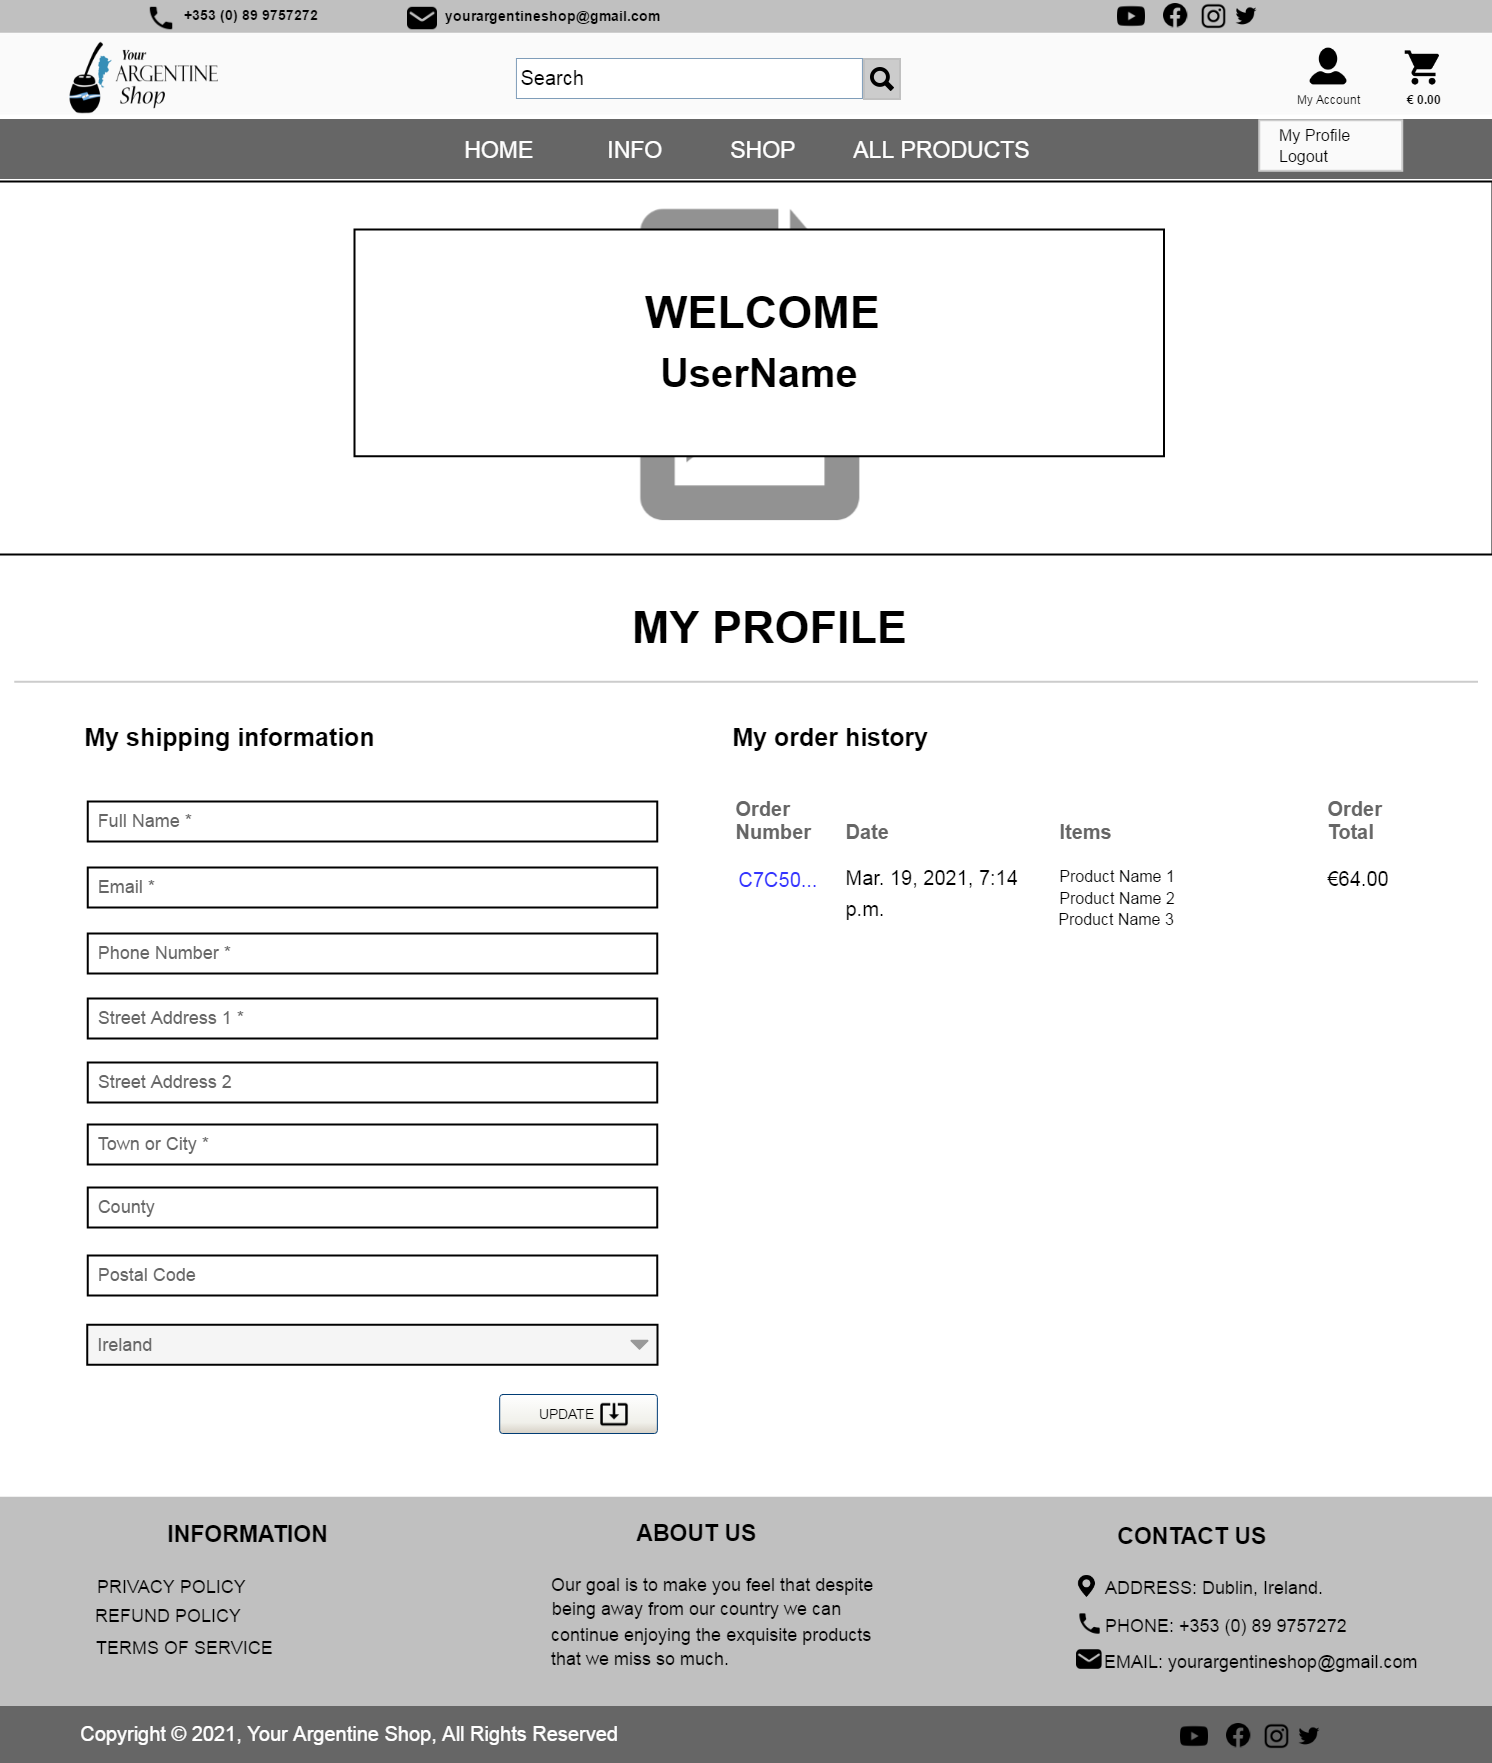 +353 (0) 89 9757272
yourargentineshop@gmail.com
Your
ARGENTINE
Shop
Search
My Account
€ 0.00
HOME
INFO
SHOP
ALL PRODUCTS
My Profile
Logout
WELCOME
UserName
MY PROFILE
My shipping information
Full Name *
Email *
Phone Number *
Street Address 1 *
Street Address 2
Town or City *
County
Postal Code
Ireland
UPDATE
My order history
Order
Number
Date
Items
Order
Total
C7C50...
Mar. 19, 2021, 7:14
p.m.
Product Name 1
Product Name 2
Product Name 3
€64.00
INFORMATION
PRIVACY POLICY
REFUND POLICY
TERMS OF SERVICE
ABOUT US
Our goal is to make you feel that despite
being away from our country we can
continue enjoying the exquisite products
that we miss so much.
CONTACT US
ADDRESS: Dublin, Ireland.
PHONE: +353 (0) 89 9757272
EMAIL: yourargentineshop@gmail.com
Copyright © 2021, Your Argentine Shop, All Rights Reserved